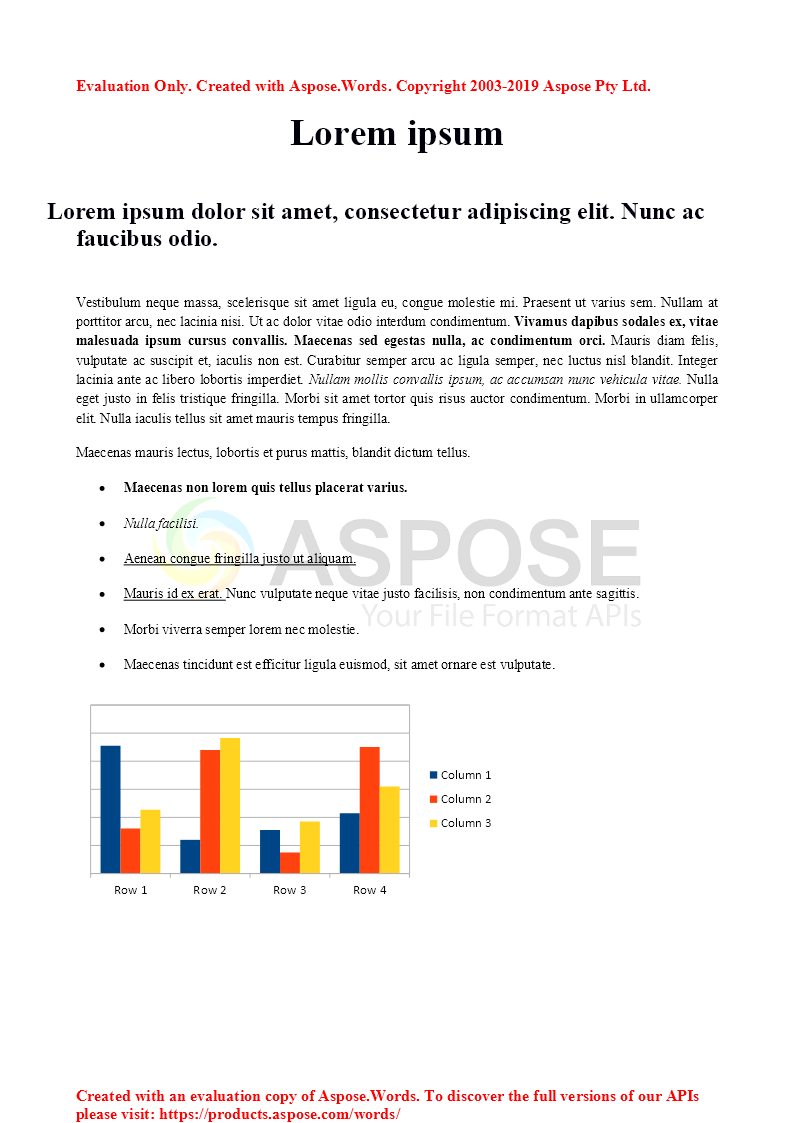 Evaluation Only. Created with Aspose.Words. Copyright 2003-2019 Aspose Pty Ltd.
Lorem ipsum
Lorem ipsum dolor sit amet, consectetur adipiscing elit. Nunc ac
faucibus odio.
Vestibulum neque massa, scelerisque sit amet ligula eu, congue molestie mi. Praesent ut varius sem. Nullam at
porttitor arcu, nec lacinia nisi. Ut ac dolor vitae odio interdum condimentum. Vivamus dapibus sodales ex, vitae
malesuada ipsum cursus convallis. Maecenas sed egestas nulla, ac condimentum orci. Mauris diam felis,
vulputate ac suscipit et, iaculis non est. Curabitur semper arcu ac ligula semper, nec luctus nisl blandit. Integer
lacinia ante ac libero lobortis imperdiet. Nullam mollis convallis ipsum, ac accumsan nunc vehicula vitae. Nulla
eget justo in felis tristique fringilla. Morbi sit amet tortor quis risus auctor condimentum. Morbi in ullamcorper
elit. Nulla iaculis tellus sit amet mauris tempus fringilla.
Maecenas mauris lectus, lobortis et purus mattis, blandit dictum tellus.
• Maecenas non lorem quis tellus placerat varius.
• Nulla facilisi.
• Aenean congue fringilla justo ut aliquam.
ASPOSE
• Mauris id ex erat. Nunc vulputate neque vitae justo facilisis, non condimentum ante sagittis.
Your File Format APIs
• Morbi viverra semper lorem nec molestie.
• Maecenas tincidunt est efficitur ligula euismod, sit amet ornare est vulputate.
Column 1
Column 2
Column 3
Row 1 Row 2 Row 3 Row 4
Created with an evaluation copy of Aspose.Words. To discover the full versions of our APIs
please visit: https://products.aspose.com/words/